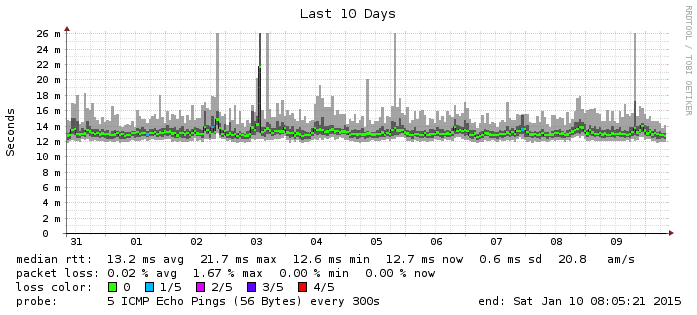 Last 10 Days
RRDTOOL / TOBI OETIKER
Seconds
26 m
24 m
22 m
20 m
18 m
16 m
14 m
12 m
10 m
8 m
6 m
4 m
2 m
0
31 01 02 03 04 05 06 07 08 09
median rtt: 13.2 ms avg 21.7 ms max 12.6 ms min 12.7 ms now 0.6 ms sd 20.8 am/s
packet loss: 0.02 % avg 1.67 % max 0.00 % min 0.00 % now
loss color: 0 1/5 2/5 3/5 4/5
probe: 5 ICMP Echo Pings (56 Bytes) every 300s end: Sat Jan 10 08:05:21 2015